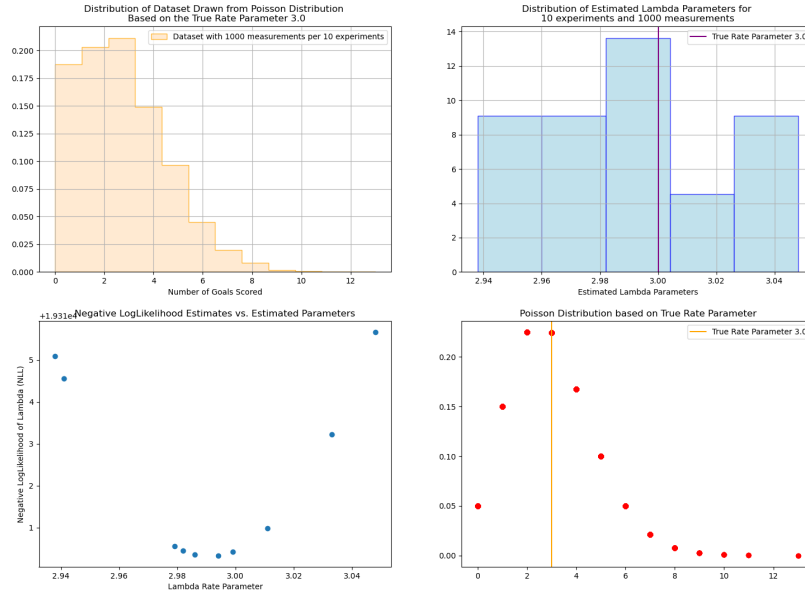 Distribution of Dataset Drawn from Poisson Distribution
Based on the True Rate Parameter 3.0
Dataset with 1000 measurements per 10 experiments
0.200
0.175
0.150
0.125
0.100
0.075
0.050
0.025
0.000
0 2 4 6 8 10 12
Number of Goals Scored
Distribution of Estimated Lambda Parameters for
10 experiments and 1000 measurements
True Rate Parameter 3.0
14
12
10
8
6
4
2
0
2.94 2.96 2.98 3.00 3.02 3.04
Estimated Lambda Parameters
Negative LogLikelihood Estimates vs. Estimated Parameters
+1.931e4
Negative LogLikelihood of Lambda (NLL)
5
4
3
2
1
2.94 2.96 2.98 3.00 3.02 3.04
Lambda Rate Parameter
Poisson Distribution based on True Rate Parameter
True Rate Parameter 3.0
0.20
0.15
0.10
0.05
0.00
0 2 4 6 8 10 12